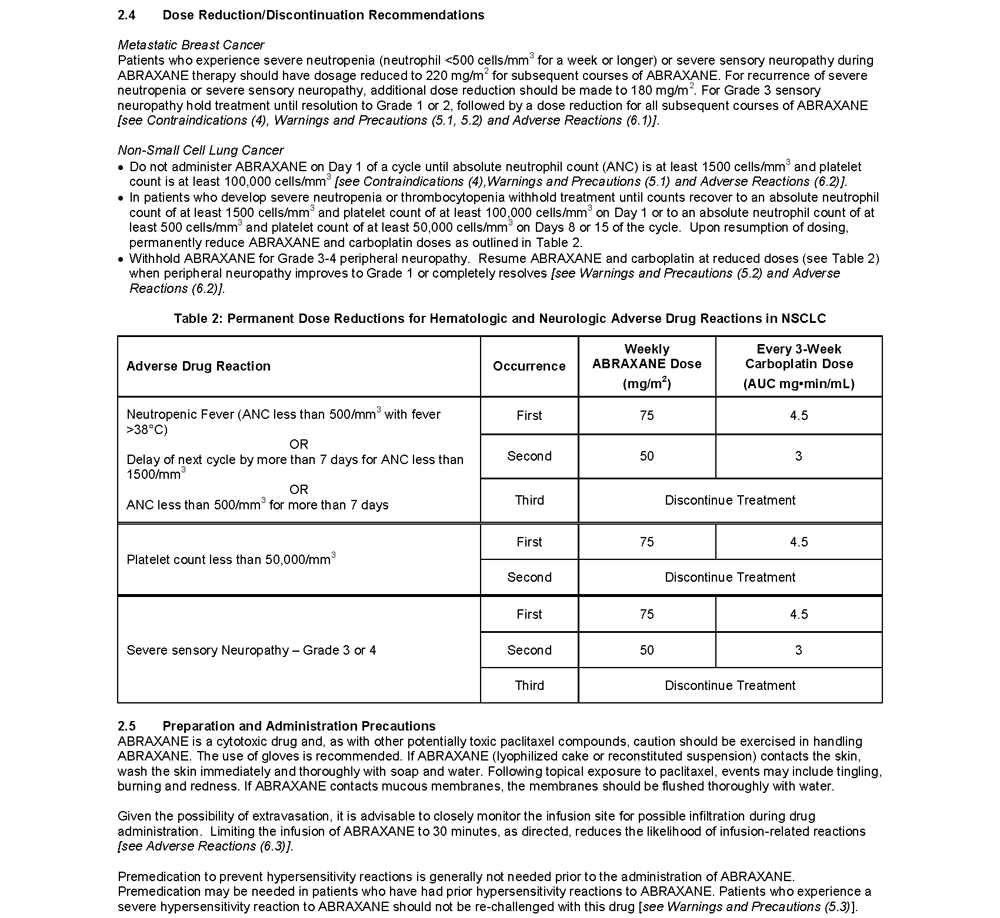 2.4 Dose Reduction/Discontinuation Recommendations
Metastatic Breast Cancer
Patients who experience severe neutropenia (neutrophil <500 cells/mm³ for a week or longer) or severe sensory neuropathy during
ABRAXANE therapy should have dosage reduced to 220 mg/m² for subsequent courses of ABRAXANE. For recurrence of severe
neutropenia or severe sensory neuropathy, additional dose reduction should be made to 180 mg/m². For Grade 3 sensory
neuropathy hold treatment until resolution to Grade 1 or 2, followed by a dose reduction for all subsequent courses of ABRAXANE
[see Contraindications (4), Warnings and Precautions (5.1, 5.2) and Adverse Reactions (6.1)].
Non-Small Cell Lung Cancer
• Do not administer ABRAXANE on Day 1 of a cycle until absolute neutrophil count (ANC) is at least 1500 cells/mm³ and platelet
count is at least 100,000 cells/mm³ [see Contraindications (4),Warnings and Precautions (5.1) and Adverse Reactions (6.2)].
• In patients who develop severe neutropenia or thrombocytopenia withhold treatment until counts recover to an absolute neutrophil
count of at least 1500 cells/mm³ and platelet count of at least 100,000 cells/mm³ on Day 1 or to an absolute neutrophil count of at
least 500 cells/mm³ and platelet count of at least 50,000 cells/mm³ on Days 8 or 15 of the cycle. Upon resumption of dosing,
permanently reduce ABRAXANE and carboplatin doses as outlined in Table 2.
• Withhold ABRAXANE for Grade 3-4 peripheral neuropathy. Resume ABRAXANE and carboplatin at reduced doses (see Table 2)
when peripheral neuropathy improves to Grade 1 or completely resolves [see Warnings and Precautions (5.2) and Adverse
Reactions (6.2)].
Table 2: Permanent Dose Reductions for Hematologic and Neurologic Adverse Drug Reactions in NSCLC
Adverse Drug Reaction
Occurrence
Weekly
ABRAXANE Dose
(mg/m²)
Every 3-Week
Carboplatin Dose
(AUC mg•min/mL)
Neutropenic Fever (ANC less than 500/mm³ with fever
>38°C)
OR
Delay of next cycle by more than 7 days for ANC less than
1500/mm³
OR
ANC less than 500/mm³ for more than 7 days
First 75 4.5
Second 50 3
Third Discontinue Treatment
Platelet count less than 50,000/mm³
First 75 4.5
Second Discontinue Treatment
Severe sensory Neuropathy – Grade 3 or 4
First 75 4.5
Second 50 3
Third Discontinue Treatment
2.5 Preparation and Administration Precautions
ABRAXANE is a cytotoxic drug and, as with other potentially toxic paclitaxel compounds, caution should be exercised in handling
ABRAXANE. The use of gloves is recommended. If ABRAXANE (lyophilized cake or reconstituted suspension) contacts the skin,
wash the skin immediately and thoroughly with soap and water. Following topical exposure to paclitaxel, events may include tingling,
burning and redness. If ABRAXANE contacts mucous membranes, the membranes should be flushed thoroughly with water.
Given the possibility of extravasation, it is advisable to closely monitor the infusion site for possible infiltration during drug
administration. Limiting the infusion of ABRAXANE to 30 minutes, as directed, reduces the likelihood of infusion-related reactions
[see Adverse Reactions (6.3)].
Premedication to prevent hypersensitivity reactions is generally not needed prior to the administration of ABRAXANE.
Premedication may be needed in patients who have had prior hypersensitivity reactions to ABRAXANE. Patients who experience a
severe hypersensitivity reaction to ABRAXANE should not be re-challenged with this drug [see Warnings and Precautions (5.3)].